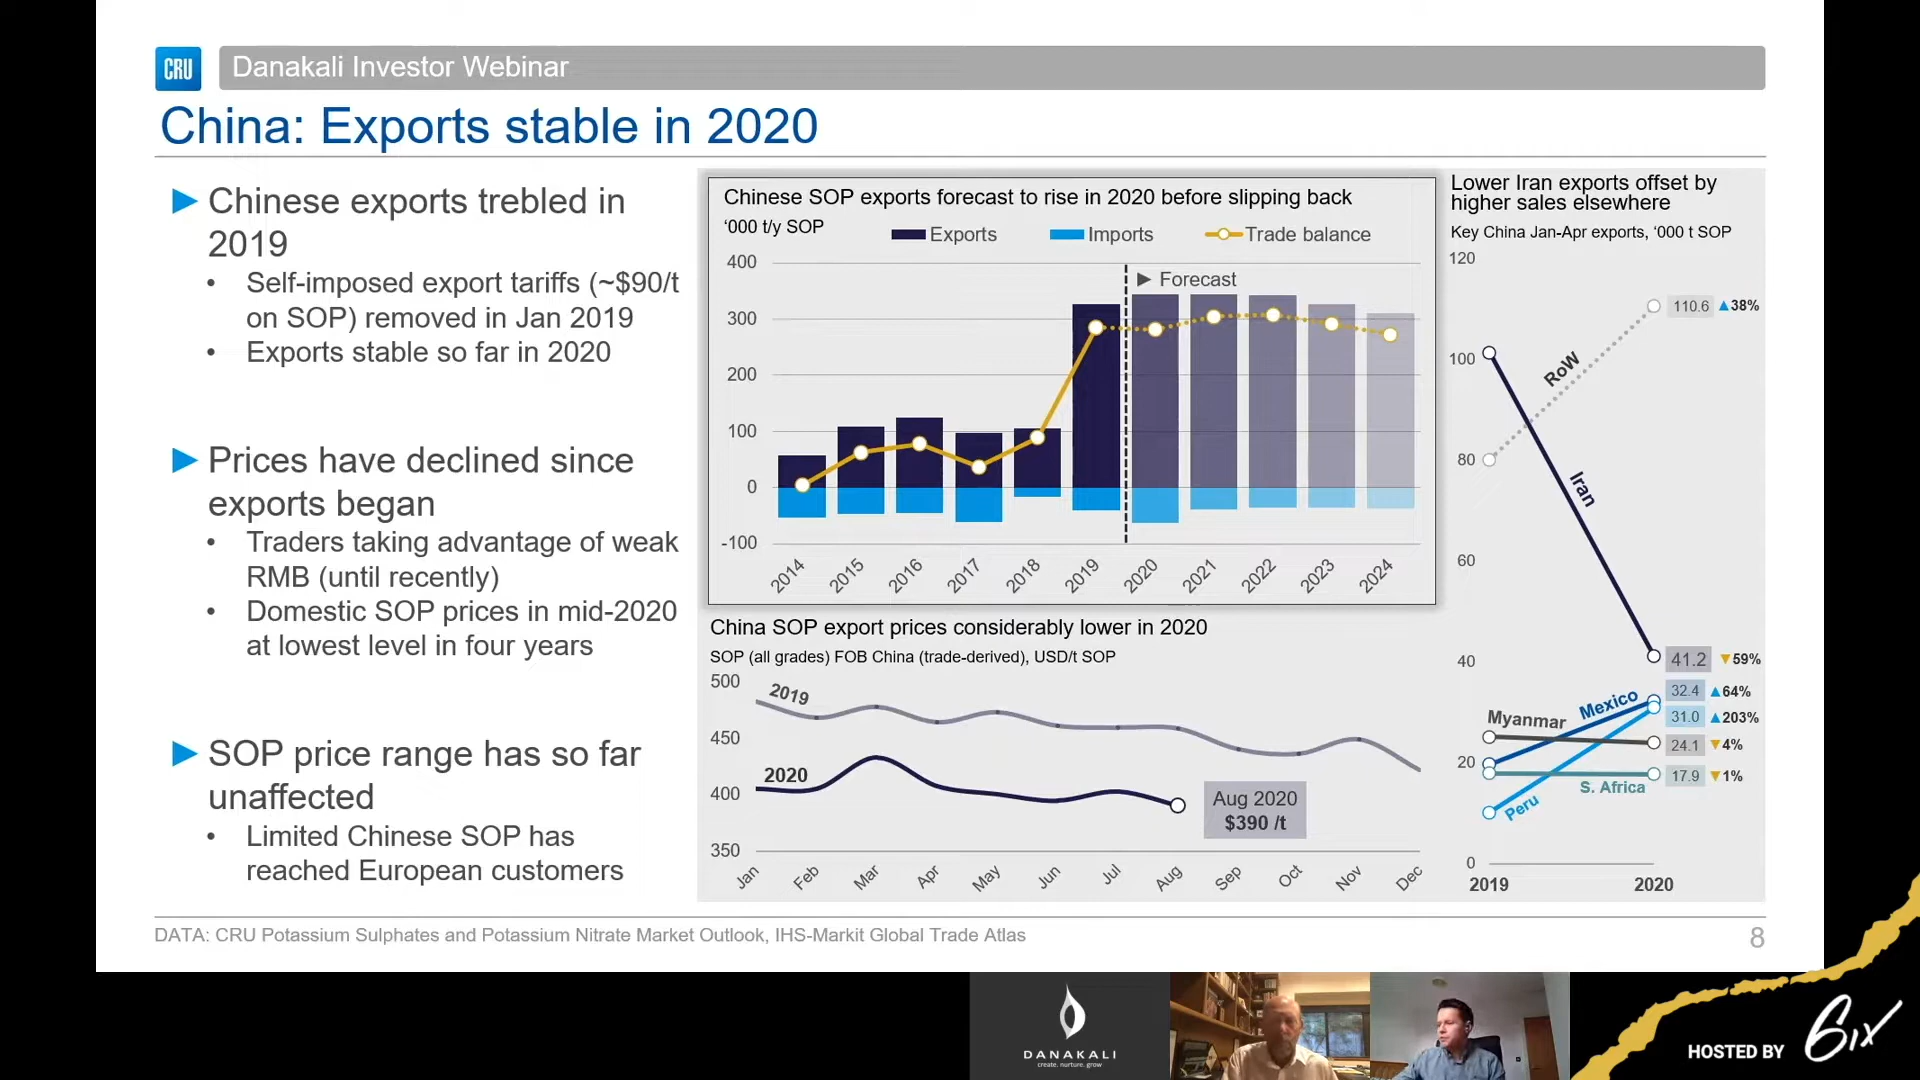 CRU
Danakali Investor Webinar
China: Exports stable in 2020
Chinese exports trebled in
2019
• Self-imposed export tariffs (~$90/t
on SOP) removed in Jan 2019
• Exports stable so far in 2020
Prices have declined since
exports began
• Traders taking advantage of weak
RMB (until recently)
• Domestic SOP prices in mid-2020
at lowest level in four years
SOP price range has so far
unaffected
• Limited Chinese SOP has
reached European customers
Chinese SOP exports forecast to rise in 2020 before slipping back
‘000 t/y SOP
Exports Imports Trade balance
Forecast
400
300
200
100
0
-100
2014 2015 2016 2017 2018 2019 2020 2021 2022 2023 2024
China SOP export prices considerably lower in 2020
SOP (all grades) FOB China (trade-derived), USD/t SOP
500
450
400
350
2019
2020
Aug 2020
$390 /t
Jan Feb Mar Apr May Jun Jul Aug Sep Oct Nov Dec
Lower Iran exports offset by
higher sales elsewhere
Key China Jan-Apr exports, ‘000 t SOP
120
100
80
60
40
20
0
RoW
Iran
Mexico
Myanmar
S. Africa
Peru
110.6 ▲38%
41.2 ▼59%
32.4 ▲64%
31.0 ▲203%
24.1 ▼4%
17.9 ▼1%
2019 2020
DATA: CRU Potassium Sulphates and Potassium Nitrate Market Outlook, IHS-Markit Global Trade Atlas
8
DANAKALI
create. nurture. grow
HOSTED BY 6ix